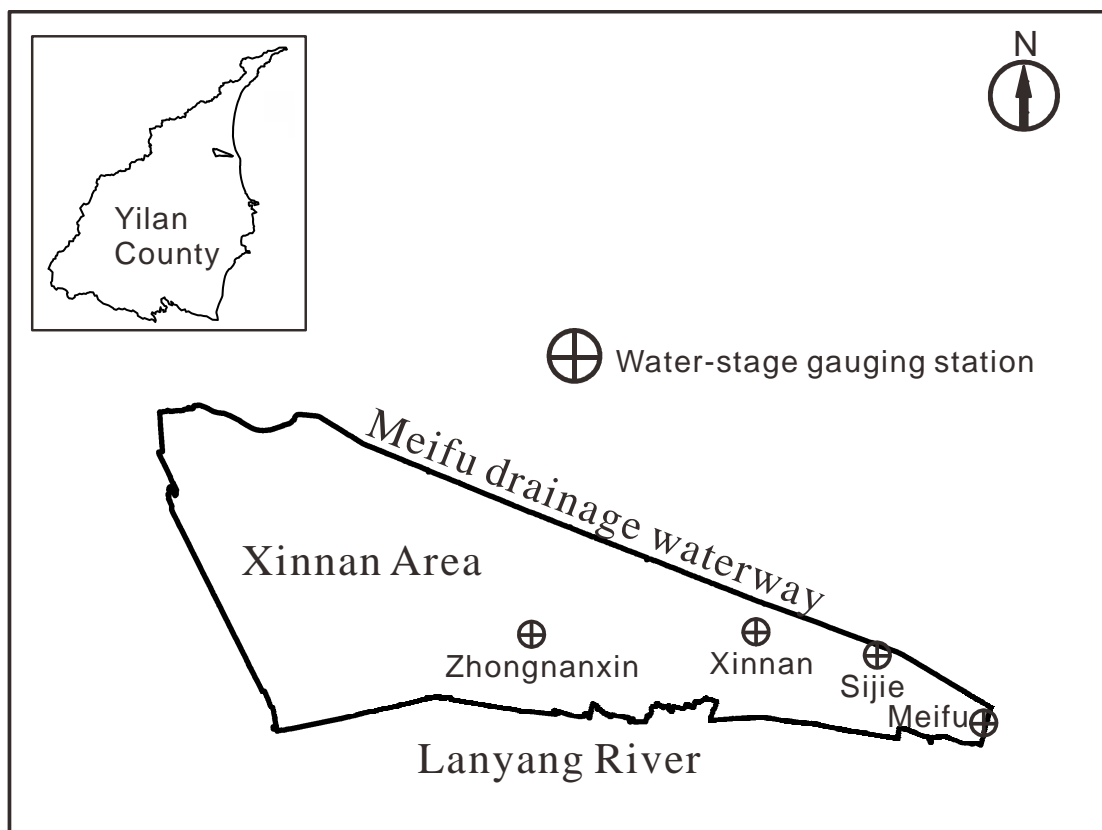 N
Yilan
County
Water-stage gauging station
Meifu drainage waterway
Xinnan Area
Zhongnanxin
Xinnan
Sijie
Meifu
Lanyang River